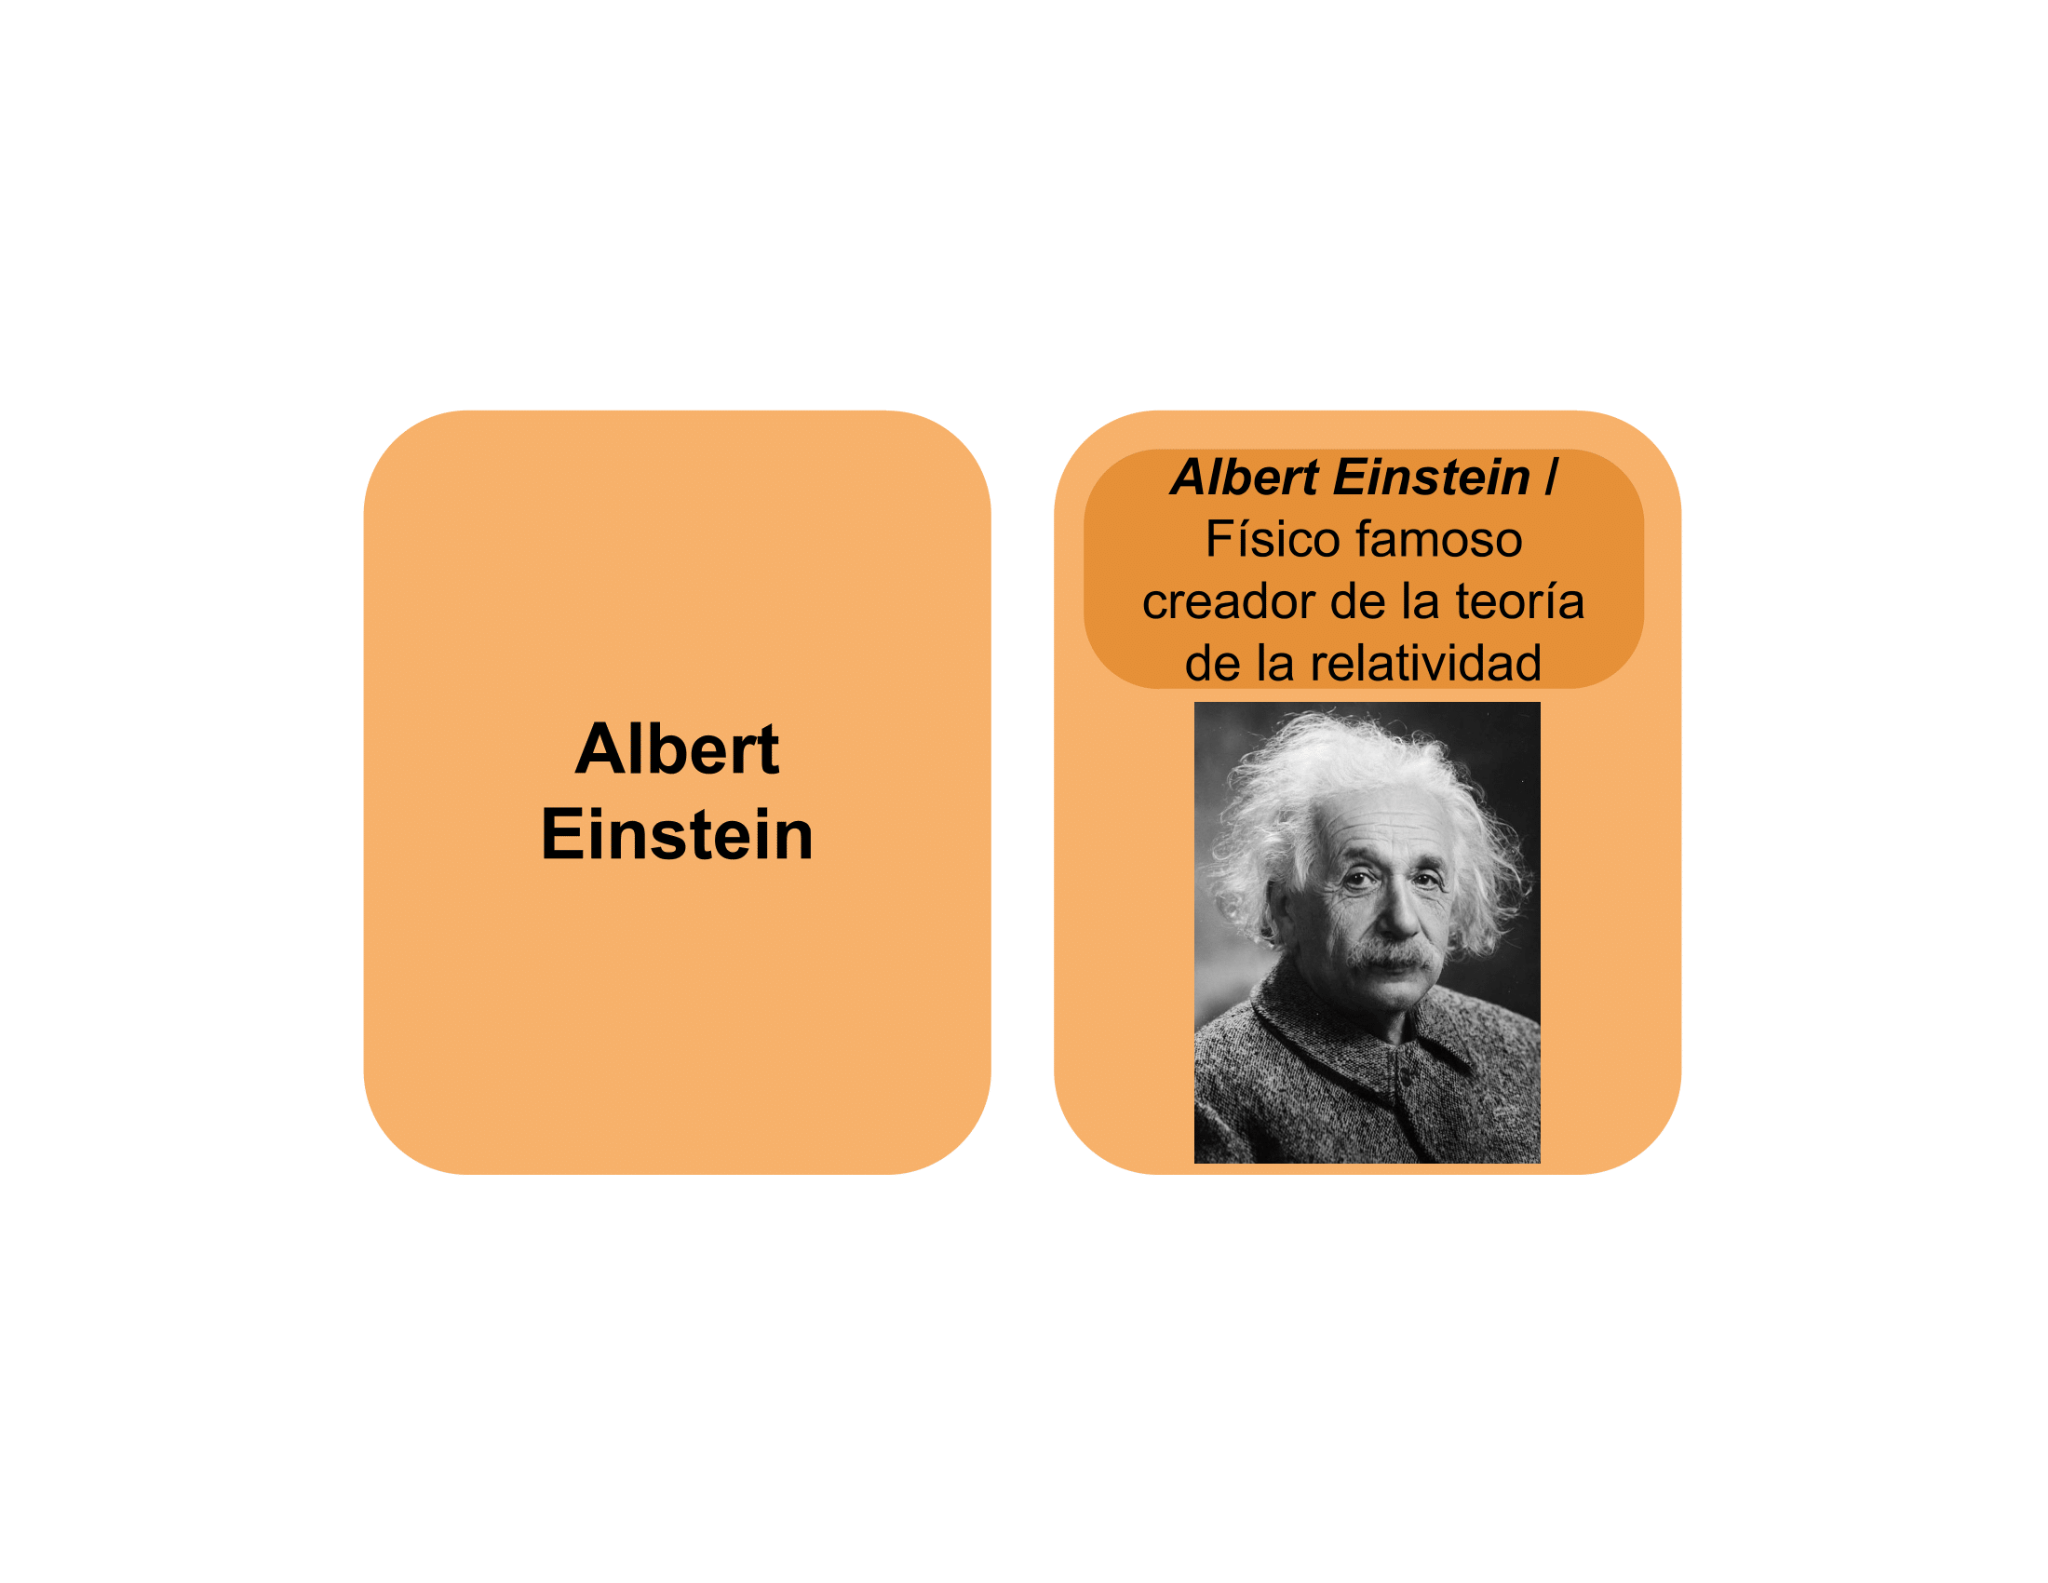 Albert
Einstein
Albert Einstein /
Físico famoso
creador de la teoría
de la relatividad